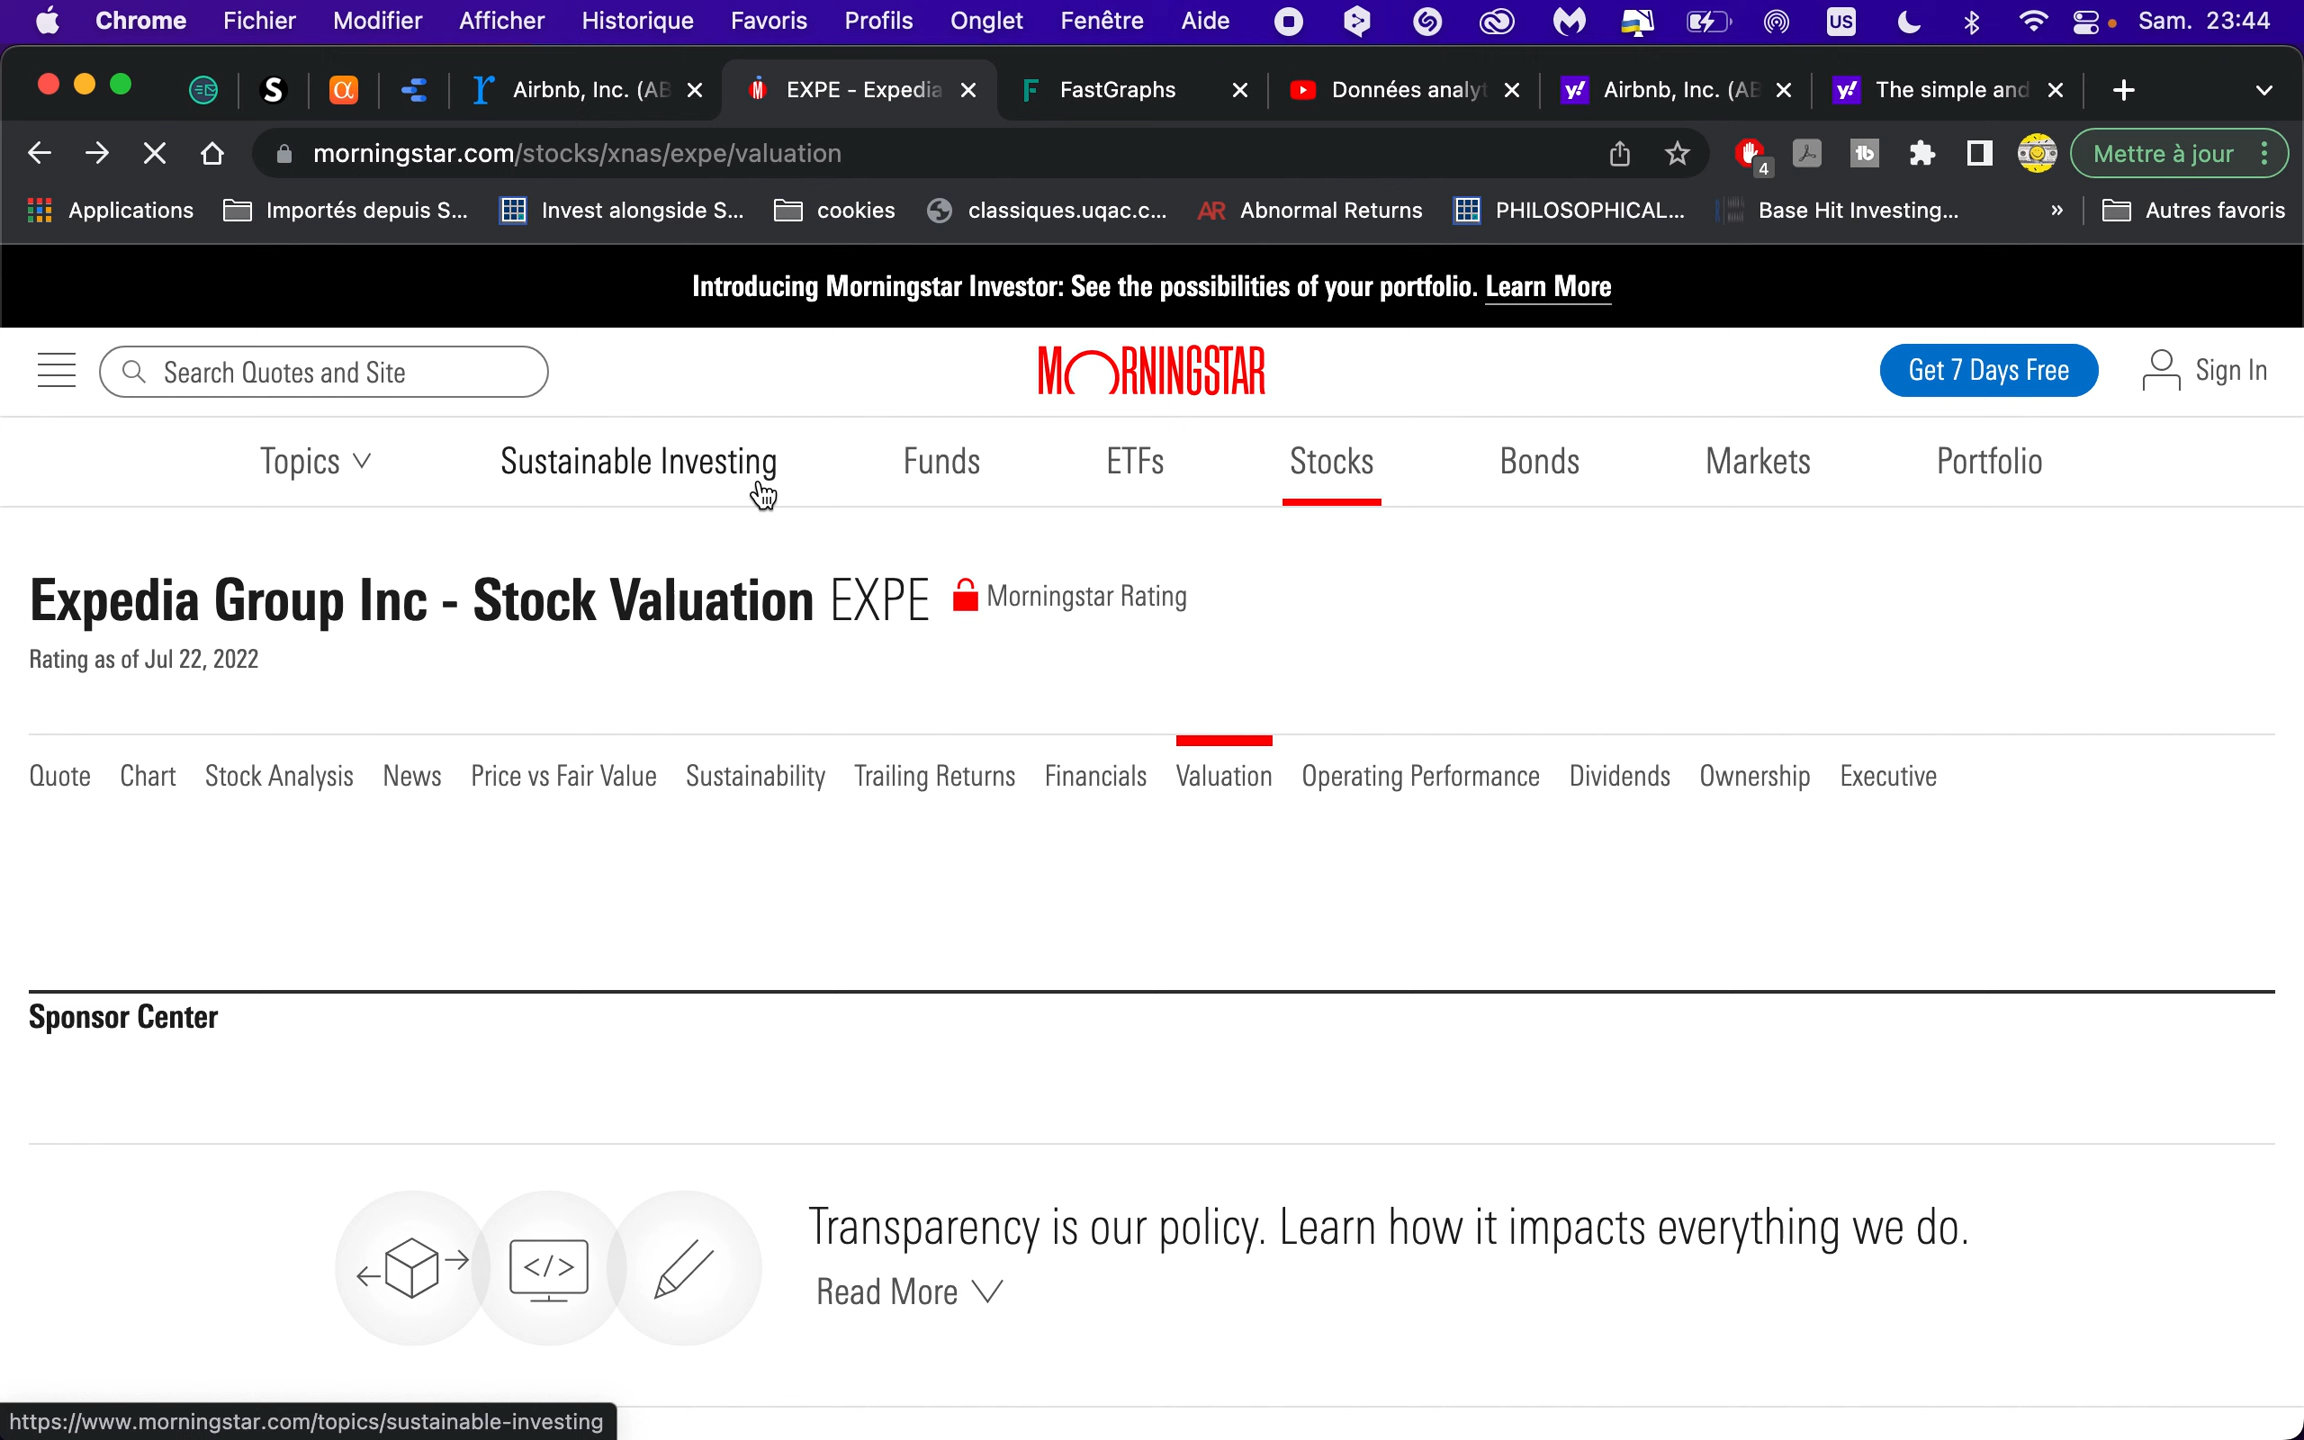 Chrome Fichier Modifier Afficher Historique Favoris Profils Onglet Fenêtre Aide US Sam. 23:44
S α Airbnb, Inc. (AB EXPE - Expedia FastGraphs Données analyt Airbnb, Inc. (AB The simple and
morningstar.com/stocks/xnas/expe/valuation 4 tb Mettre à jour
Applications Importés depuis S... Invest alongside S... cookies classiques.uqac.c... AR Abnormal Returns PHILOSOPHICAL... Base Hit Investing... » Autres favoris
Introducing Morningstar Investor: See the possibilities of your portfolio. Learn More
Search Quotes and Site MORNINGSTAR Get 7 Days Free Sign In
Topics Sustainable Investing Funds ETFs Stocks Bonds Markets Portfolio
Expedia Group Inc - Stock Valuation EXPE Morningstar Rating
Rating as of Jul 22, 2022
Quote Chart Stock Analysis News Price vs Fair Value Sustainability Trailing Returns Financials Valuation Operating Performance Dividends Ownership Executive
Sponsor Center
Transparency is our policy. Learn how it impacts everything we do.
</> Read More
https://www.morningstar.com/topics/sustainable-investing